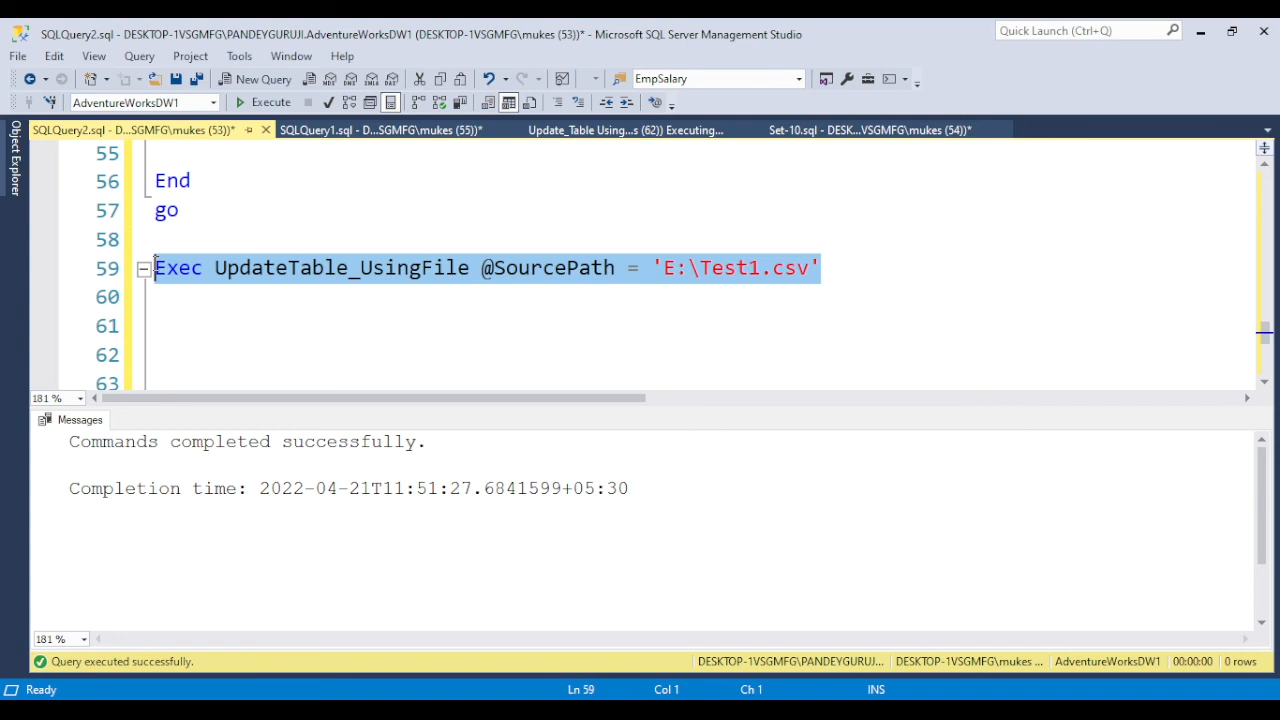 SQLQuery2.sql - DESKTOP-1VSGMFG\PANDEYGURUJI.AdventureWorksDW1 (DESKTOP-1VSGMFG\mukes (53))* - Microsoft SQL Server Management Studio
Quick Launch (Ctrl+Q)
File Edit View Query Project Tools Window Help
New Query
EmpSalary
AdventureWorksDW1
Execute
SQLQuery2.sql - D...SGMFG\mukes (53))*
SQLQuery1.sql - D...SGMFG\mukes (55))*
Update_Table Using...s (62)) Executing...
Set-10.sql - DESK...VSGMFG\mukes (54))*
Object Explorer
55
56 End
57 go
58
59 Exec UpdateTable_UsingFile @SourcePath = 'E:\Test1.csv'
60
61
62
63
181 %
Messages
Commands completed successfully.
Completion time: 2022-04-21T11:51:27.6841599+05:30
181 %
Query executed successfully.
DESKTOP-1VSGMFG\PANDEYGURUJ...
DESKTOP-1VSGMFG\mukes ...
AdventureWorksDW1
00:00:00
0 rows
Ready
Ln 59
Col 1
Ch 1
INS